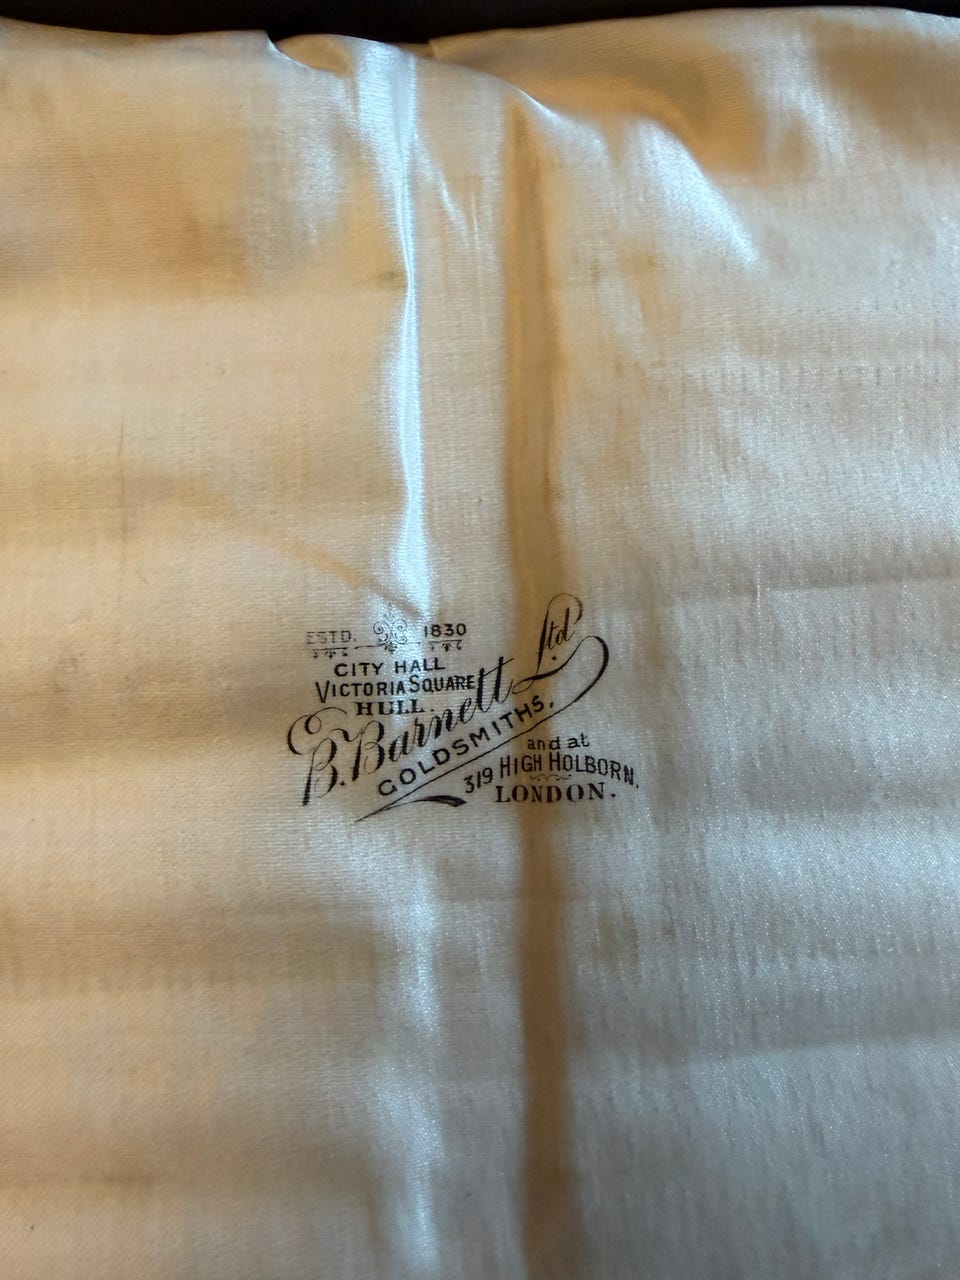 ESTD. 1830
CITY HALL
VICTORIA SQUARE
HULL.
B. Barnett Ltd
GOLDSMITHS,
and at
319 HIGH HOLBORN,
LONDON.